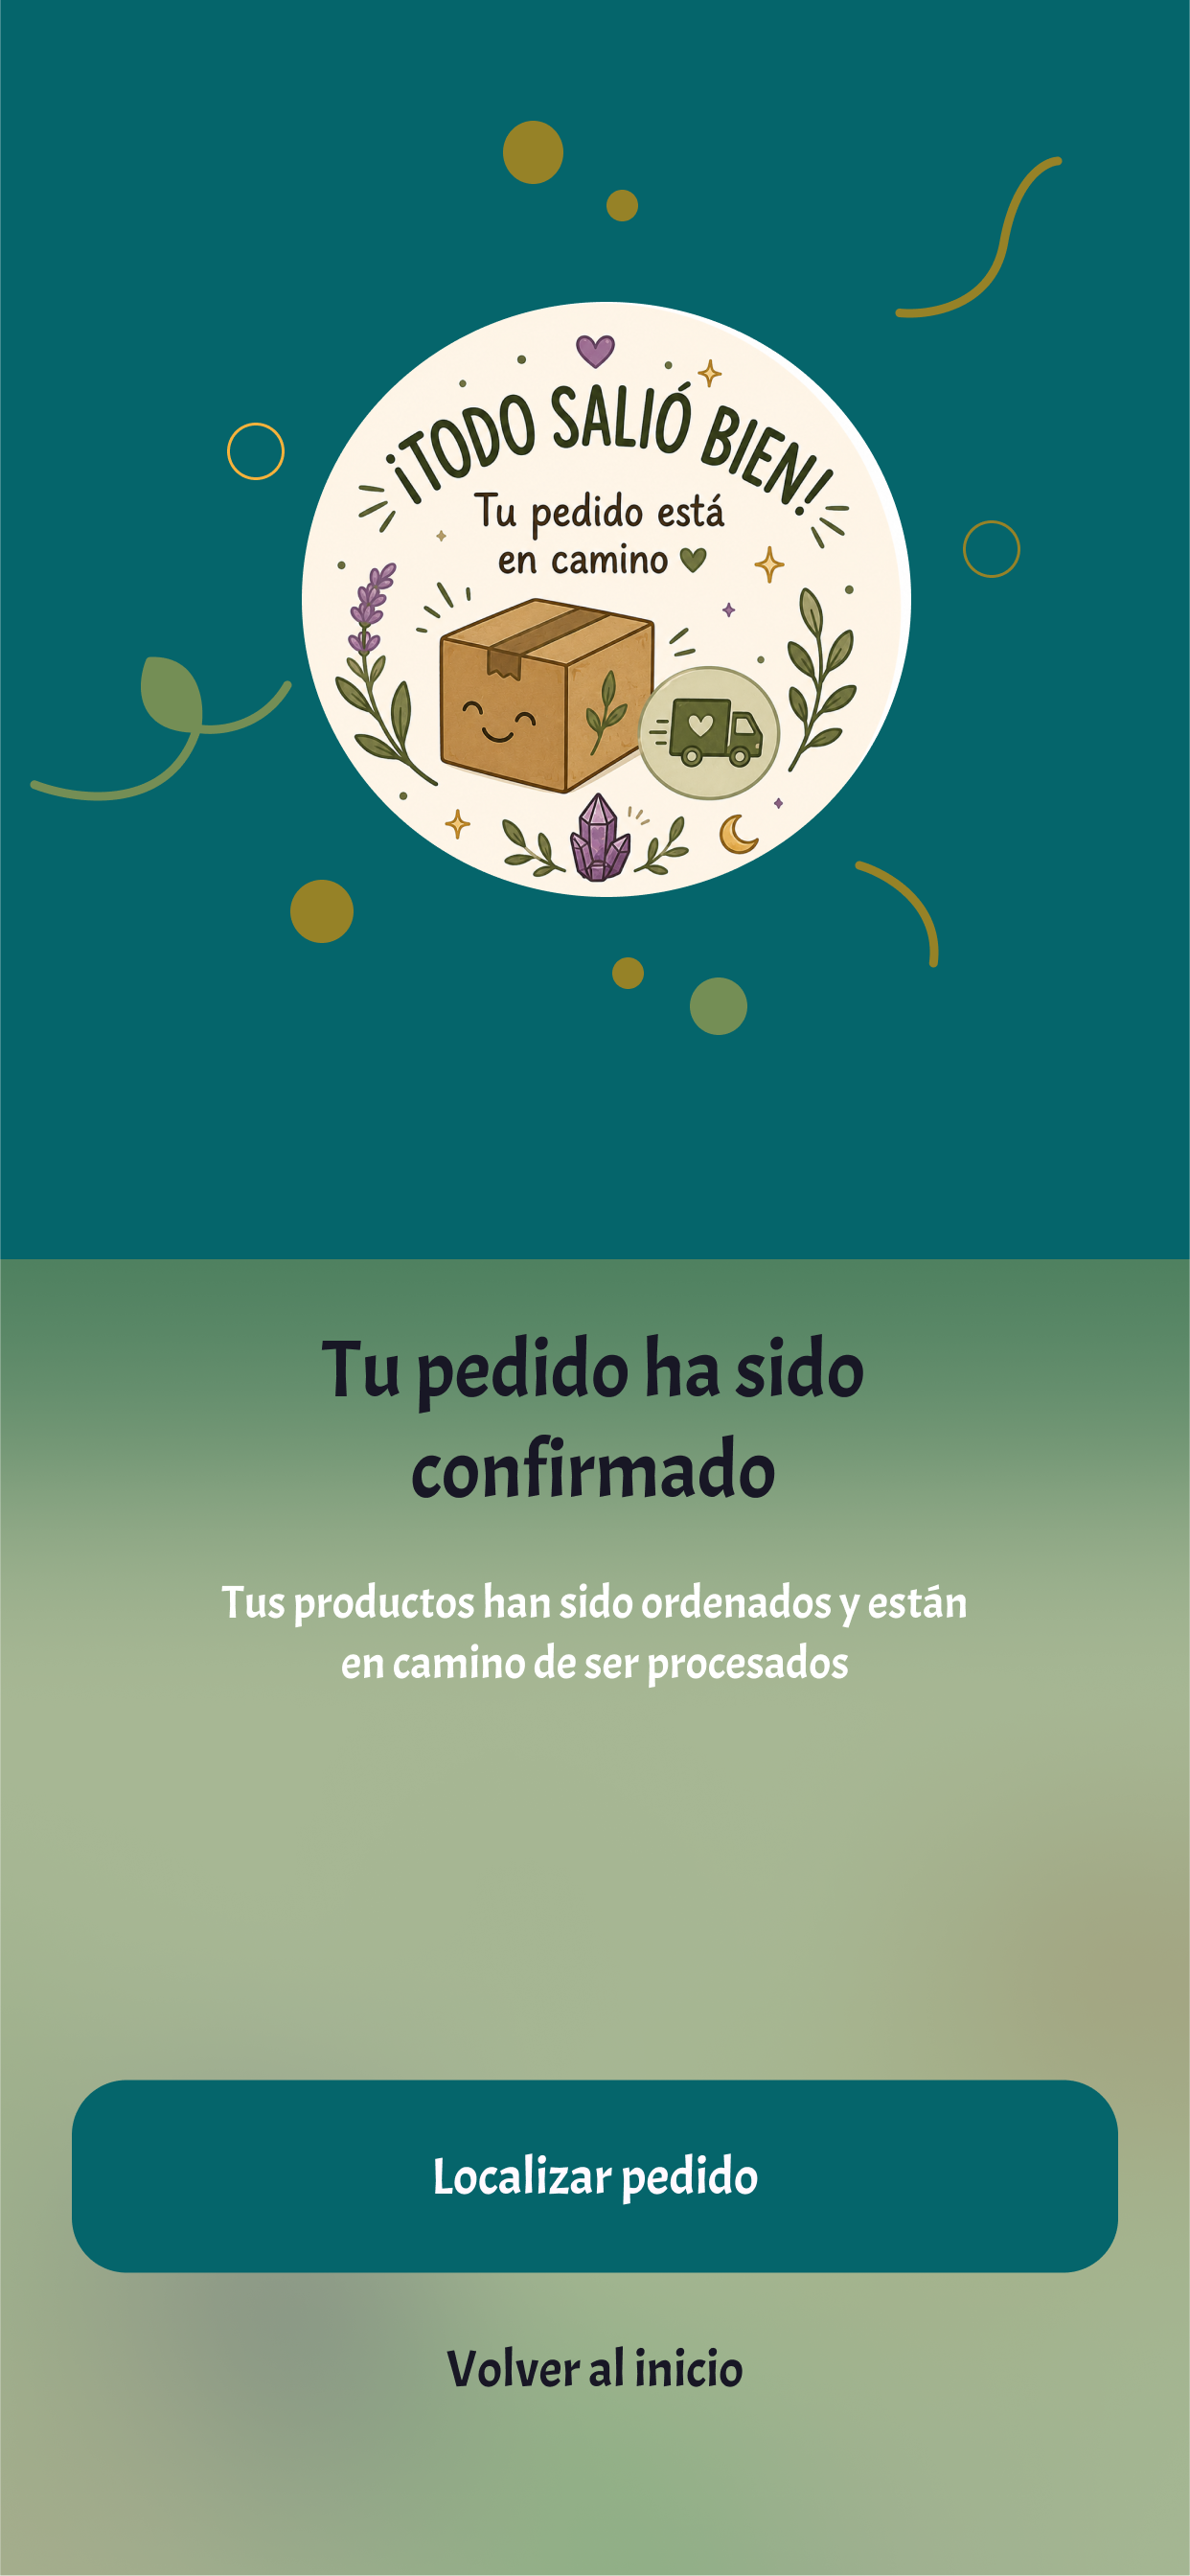 ¡TODO SALIÓ BIEN!
Tu pedido está
en camino
Tu pedido ha sido
confirmado
Tus productos han sido ordenados y están
en camino de ser procesados
Localizar pedido
Volver al inicio